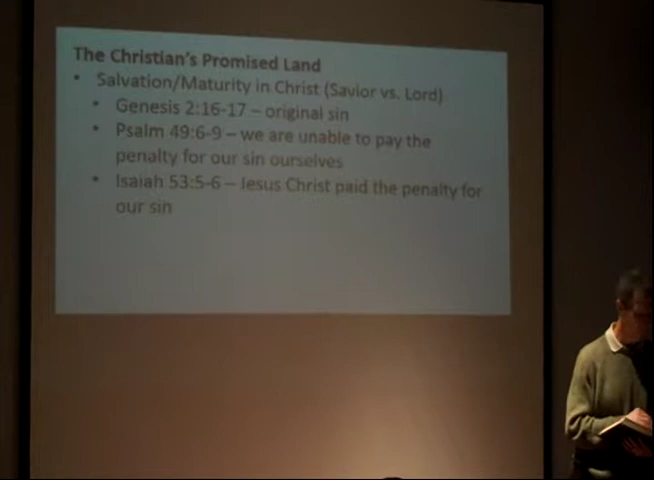 The Christian's Promised Land
• Salvation/Maturity in Christ (Savior vs. Lord)
• Genesis 2:16-17 – original sin
• Psalm 49:6-9 – we are unable to pay the
penalty for our sin ourselves
• Isaiah 53:5-6 – Jesus Christ paid the penalty for
our sin